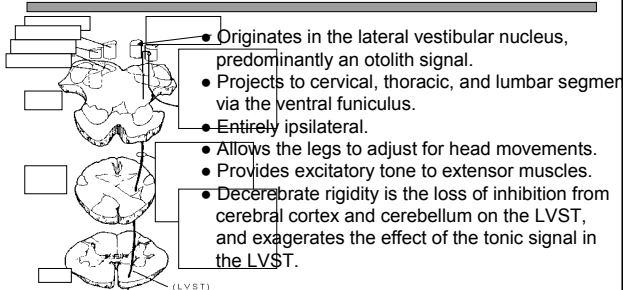 ● Originates in the lateral vestibular nucleus,
predominantly an otolith signal.
● Projects to cervical, thoracic, and lumbar segmen
via the ventral funiculus.
● Entirely ipsilateral.
● Allows the legs to adjust for head movements.
● Provides excitatory tone to extensor muscles.
● Decerebrate rigidity is the loss of inhibition from
cerebral cortex and cerebellum on the LVST,
and exagerates the effect of the tonic signal in
the LVST.
(LVST)